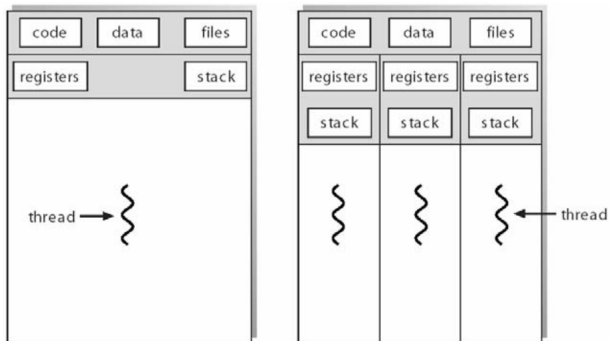 code data files
registers stack
thread
code data files
registers registers registers
stack stack stack
thread